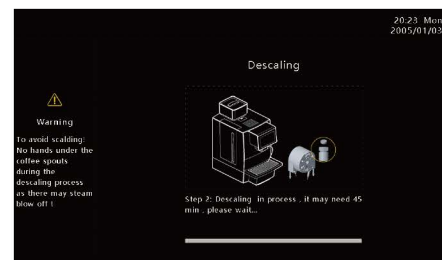 20:23 Mon
2005/01/03
Descaling
Warning
To avoid scalding:
No hands under the
coffee spouts
during the
descaling process
as there may steam
blow off !
Step 2: Descaling in process , it may need 45
min , please wait...